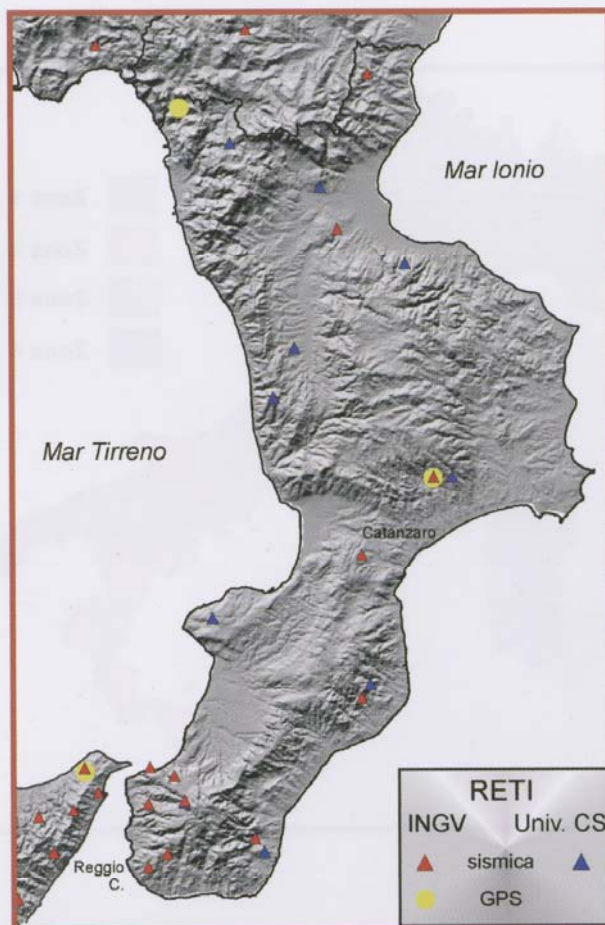 Mar Ionio
Mar Tirreno
Catanzaro
Reggio
C.
RETI
INGV Univ. CS
sismica
GPS